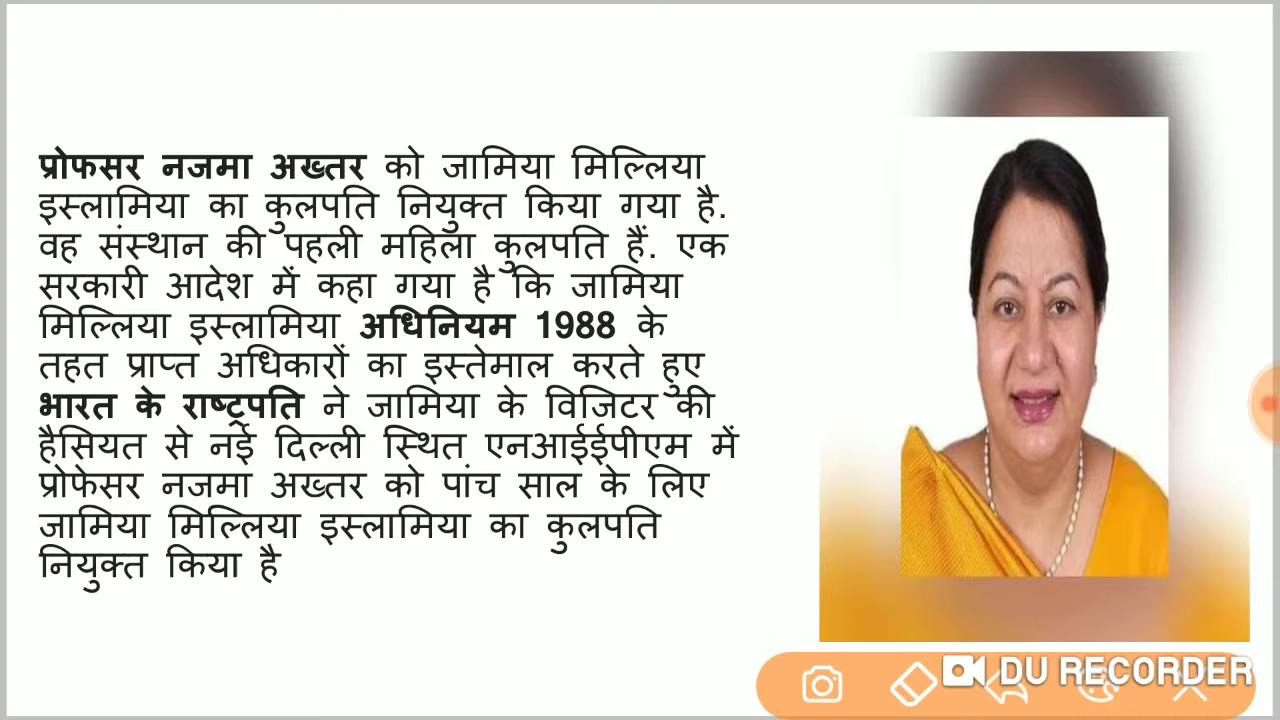 प्रोफसर नजमा अख्तर को जामिया मिल्लिया
इस्लामिया का कुलपति नियुक्त किया गया है.
वह संस्थान की पहली महिला कुलपति हैं. एक
सरकारी आदेश में कहा गया है कि जामिया
मिल्लिया इस्लामिया अधिनियम 1988 के
तहत प्राप्त अधिकारों का इस्तेमाल करते हुए
भारत के राष्ट्रपति ने जामिया के विजिटर की
हैसियत से नई दिल्ली स्थित एनआईईपीएम में
प्रोफेसर नजमा अख्तर को पांच साल के लिए
जामिया मिल्लिया इस्लामिया का कुलपति
नियुक्त किया है
DU RECORDER